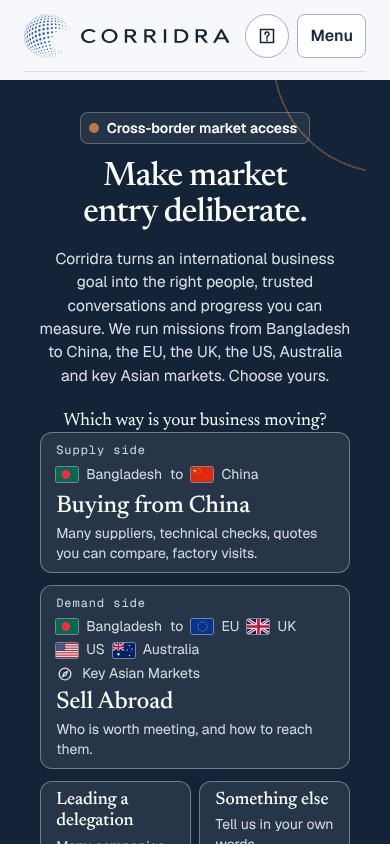 CORRIDRA
Menu
Cross-border market access
Make market
entry deliberate.
Corridra turns an international business
goal into the right people, trusted
conversations and progress you can
measure. We run missions from Bangladesh
to China, the EU, the UK, the US, Australia
and key Asian markets. Choose yours.
Which way is your business moving?
Supply side
Bangladesh to China
Buying from China
Many suppliers, technical checks, quotes
you can compare, factory visits.
Demand side
Bangladesh to EU UK
US Australia
Key Asian Markets
Sell Abroad
Who is worth meeting, and how to reach
them.
Leading a
delegation
Something else
Tell us in your own